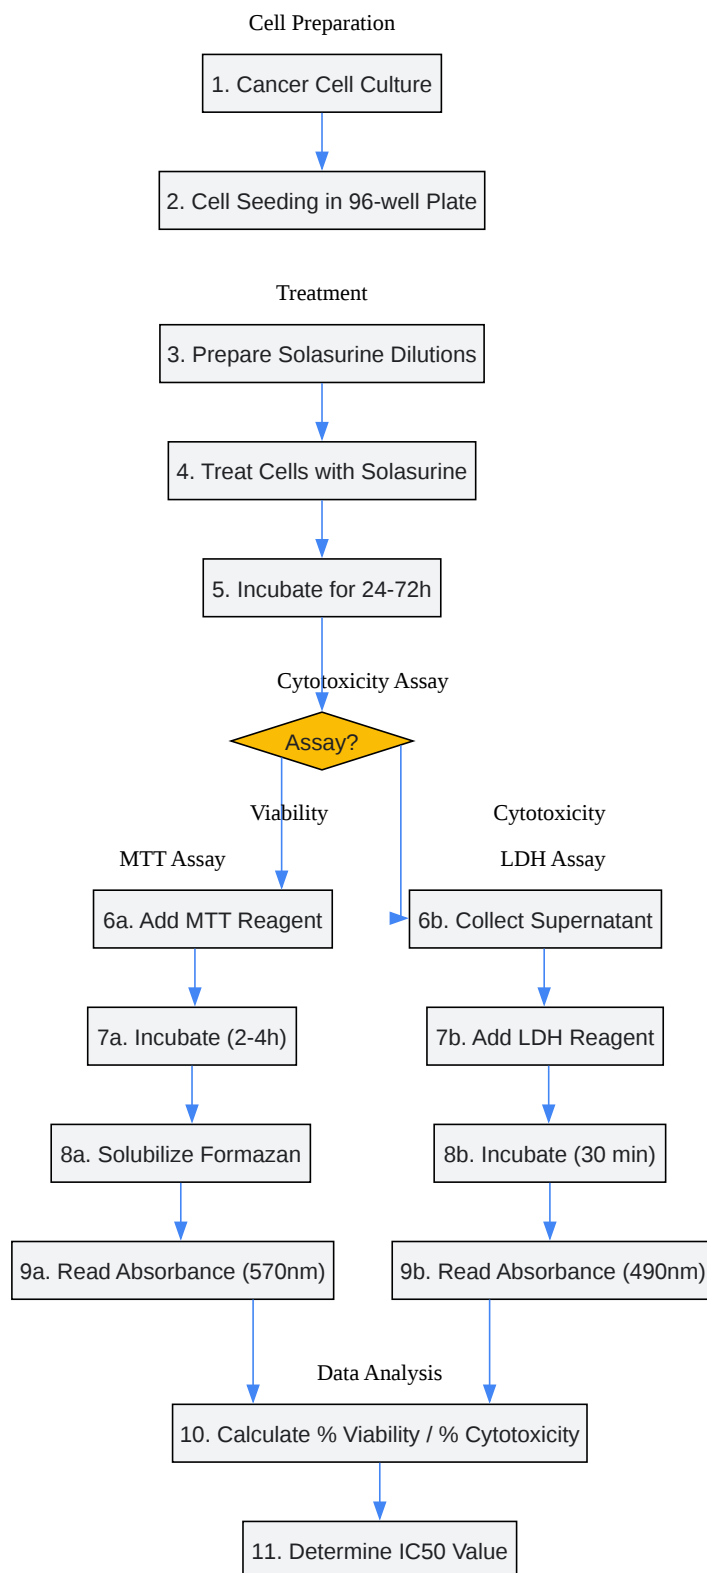 Cell Preparation
1. Cancer Cell Culture
2. Cell Seeding in 96-well Plate
Treatment
3. Prepare Solasurine Dilutions
4. Treat Cells with Solasurine
5. Incubate for 24-72h
Cytotoxicity Assay
Assay?
Viability
Cytotoxicity
MTT Assay
LDH Assay
6a. Add MTT Reagent
6b. Collect Supernatant
7a. Incubate (2-4h)
7b. Add LDH Reagent
8a. Solubilize Formazan
8b. Incubate (30 min)
9a. Read Absorbance (570nm)
9b. Read Absorbance (490nm)
Data Analysis
10. Calculate % Viability / % Cytotoxicity
11. Determine IC50 Value